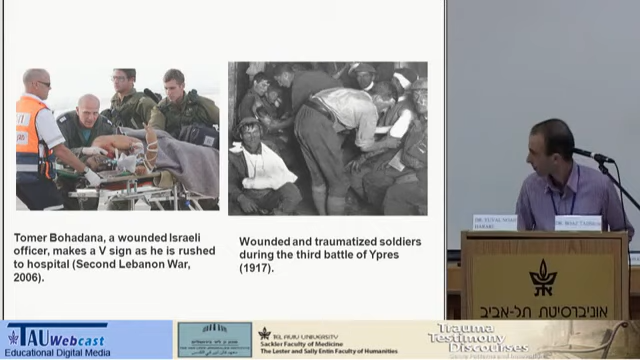 Tomer Bohadana, a wounded Israeli
officer, makes a V sign as he is rushed
to hospital (Second Lebanon War,
2006).
Wounded and traumatized soldiers
during the third battle of Ypres
(1917).
אוניברסיטת תל-אביב
TAU Webcast
Educational Digital Media
TEL AVIV UNIVERSITY
Sackler Faculty of Medicine
The Lester and Sally Entin Faculty of Humanities
Trauma
Testimony
Discourses